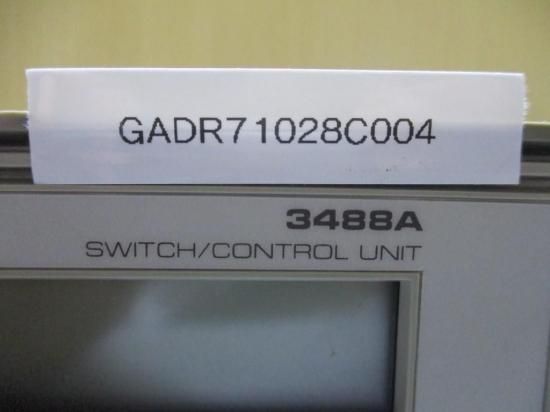 GADR71028C004
3488A
SWITCH/CONTROL UNIT